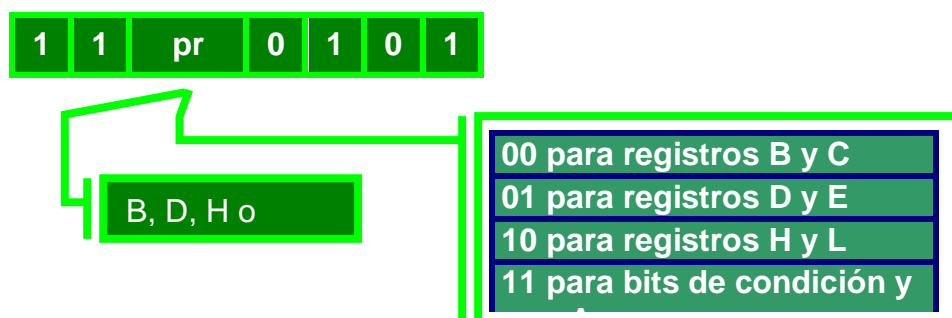 1 1 pr 0 1 0 1
B, D, H o
00 para registros B y C
01 para registros D y E
10 para registros H y L
11 para bits de condición y